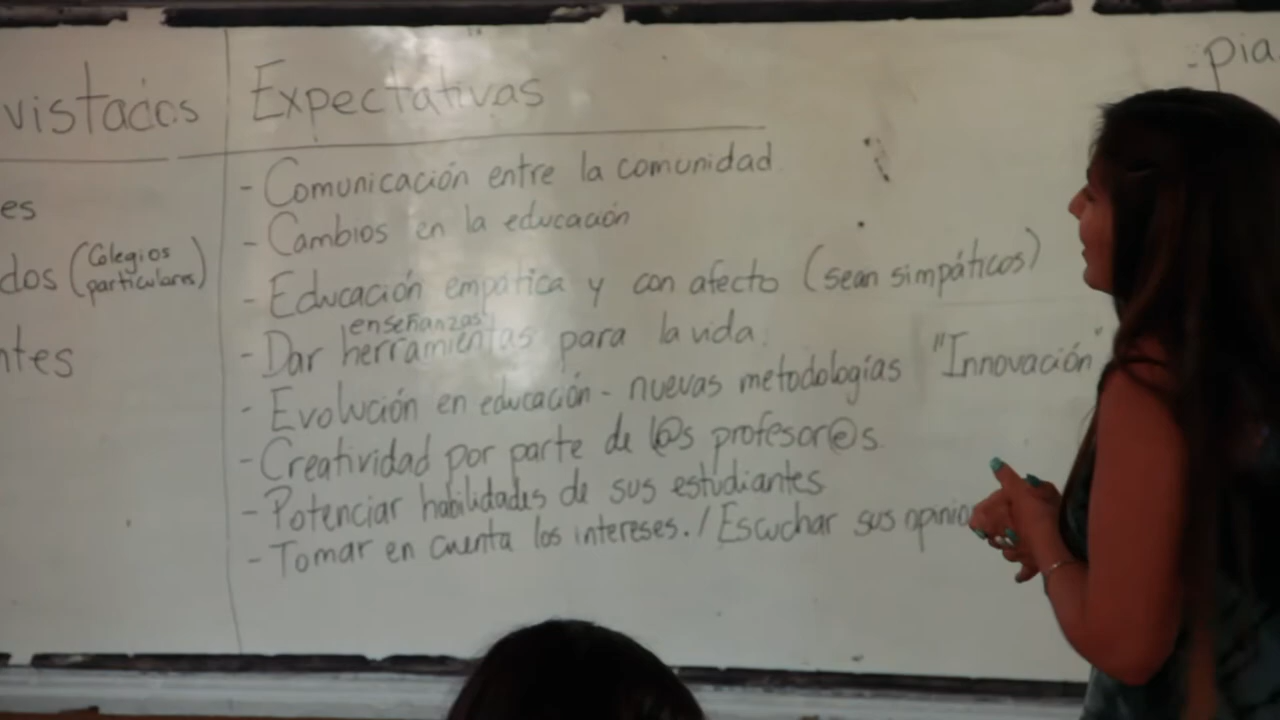 vistados
Expectativas
es
dos (Colegios
particulares)
ntes
- Comunicación entre la comunidad
- Cambios en la educación
- Educación empática y con afecto (sean simpáticos)
enseñanzas
- Dar herramientas para la vida.
- Evolución en educación - nuevas metodologías "Innovación"
- Creatividad por parte de l@s profesor@s.
- Potenciar habilidades de sus estudiantes
- Tomar en cuenta los intereses. / Escuchar sus opinio
- pia